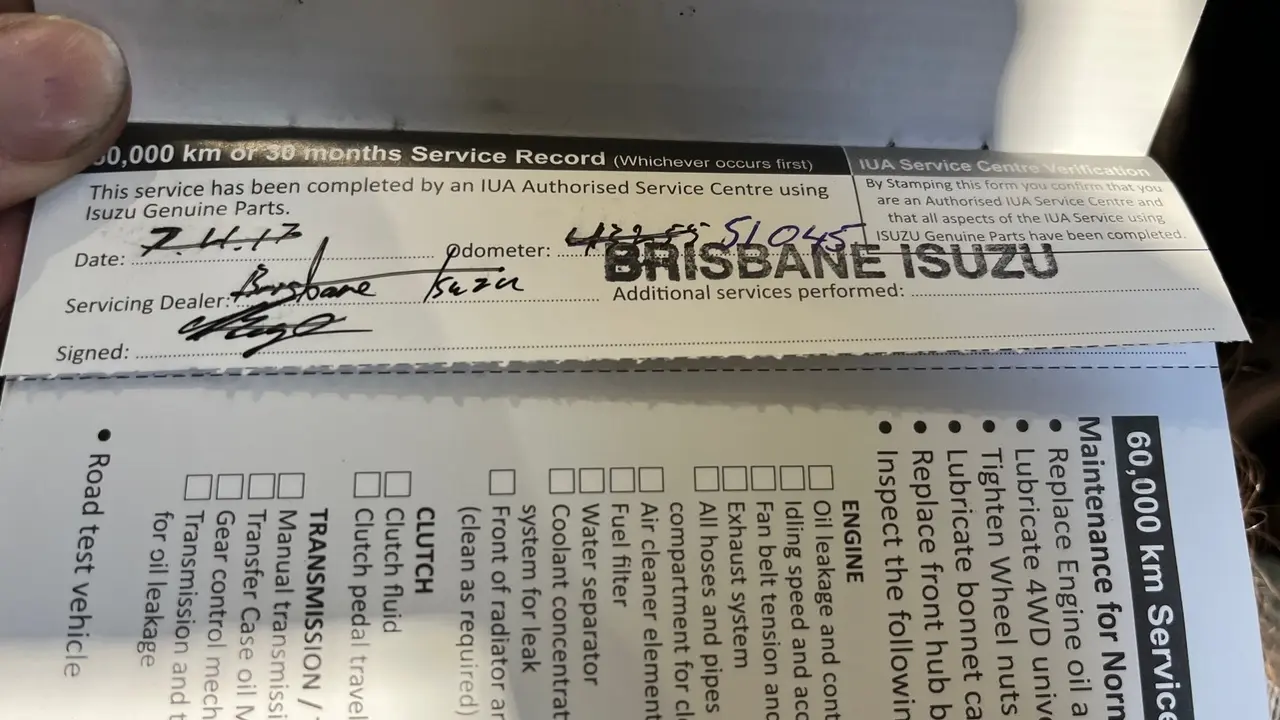 0,000 km or 30 months Service Record (Whichever occurs first)
IUA Service Centre Verification
This service has been completed by an IUA Authorised Service Centre using
Isuzu Genuine Parts.
By Stamping this form you confirm that you
are an Authorised IUA Service Centre and
that all aspects of the IUA Service using
ISUZU Genuine Parts have been completed.
Date: 7.4.17 Odometer: 51045
BRISBANE ISUZU
Servicing Dealer: Brisbane Isuzu
Additional services performed:
Signed:
60,000 km Service
Maintenance for Norm
• Replace Engine oil a
• Lubricate 4WD unive
• Tighten Wheel nuts
• Lubricate bonnet ca
• Replace front hub b
• Inspect the followin
ENGINE
Oil leakage and cont
Idling speed and acc
Fan belt tension and
Exhaust system
All hoses and pipes
compartment for cl
Air cleaner element
Fuel filter
Water separator
Coolant concentrat
system for leak
Front of radiator an
(clean as required)
CLUTCH
Clutch fluid
Clutch pedal travel
TRANSMISSION /
Manual transmissi
Transfer Case oil
Gear control mech
Transmission and t
for oil leakage
• Road test vehicle